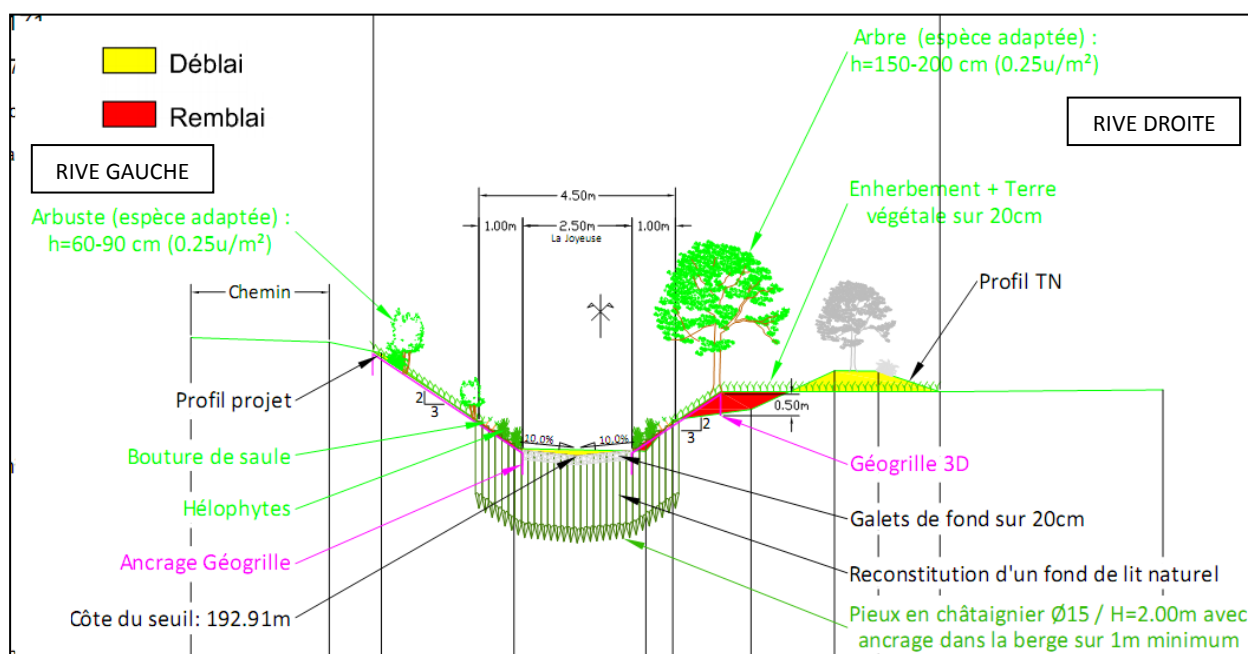 Déblai
Remblai
RIVE GAUCHE
RIVE DROITE
Arbre (espèce adaptée) :
h=150-200 cm (0.25u/m²)
Arbuste (espèce adaptée) :
h=60-90 cm (0.25u/m²)
4.50m
1.00m
2.50m
1.00m
La Joyeuse
Enherbement + Terre
végétale sur 20cm
Profil TN
Chemin
Profil projet
2
3
10.0%
10.0%
2
3
0.50m
Bouture de saule
Géogrille 3D
Hélophytes
Galets de fond sur 20cm
Ancrage Géogrille
Reconstitution d'un fond de lit naturel
Côte du seuil: 192.91m
Pieux en châtaignier Ø15 / H=2.00m avec
ancrage dans la berge sur 1m minimum